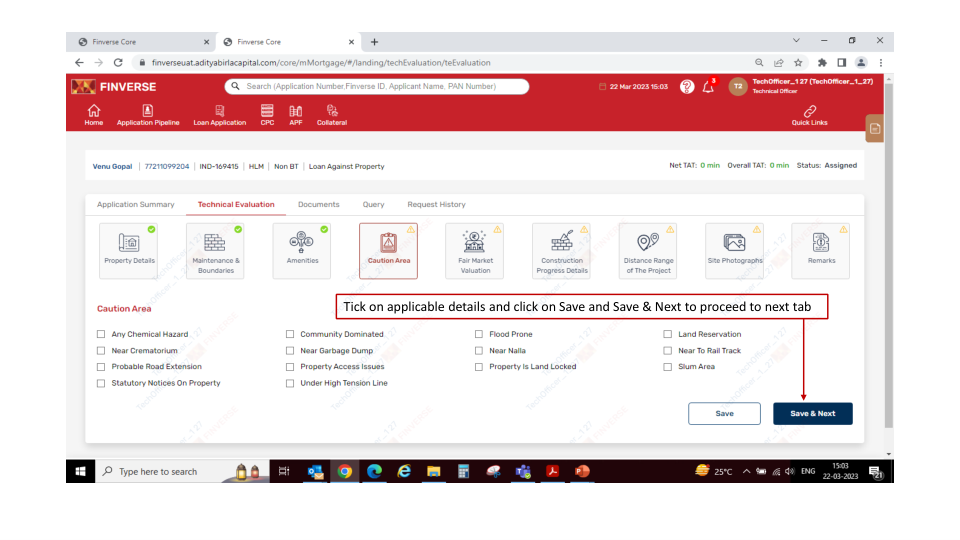 Finverse Core
Finverse Core
finverseuat.adityabirlacapital.com/core/mMortgage/#/landing/techEvaluation/teEvaluation
FINVERSE
Search (Application Number,Finverse ID, Applicant Name, PAN Number)
22 Mar 2023 15:03
3
T2
TechOfficer_127 (TechOfficer_1_27)
Technical Officer
Home Application Pipeline Loan Application CPC APF Collateral
Quick Links
Venu Gopal | 77211099204 | IND-169415 | HLM | Non BT | Loan Against Property
Net TAT: 0 min Overall TAT: 0 min Status: Assigned
Application Summary Technical Evaluation Documents Query Request History
Property Details
Maintenance &
Boundaries
Amenities
Caution Area
Fair Market
Valuation
Construction
Progress Details
Distance Range
of The Project
Site Photographs
Remarks
Tick on applicable details and click on Save and Save & Next to proceed to next tab
Caution Area
Any Chemical Hazard Community Dominated Flood Prone Land Reservation
Near Crematorium Near Garbage Dump Near Nalla Near To Rail Track
Probable Road Extension Property Access Issues Property Is Land Locked Slum Area
Statutory Notices On Property Under High Tension Line
Save Save & Next
Type here to search
25°C ENG
15:03
22-03-2023
21